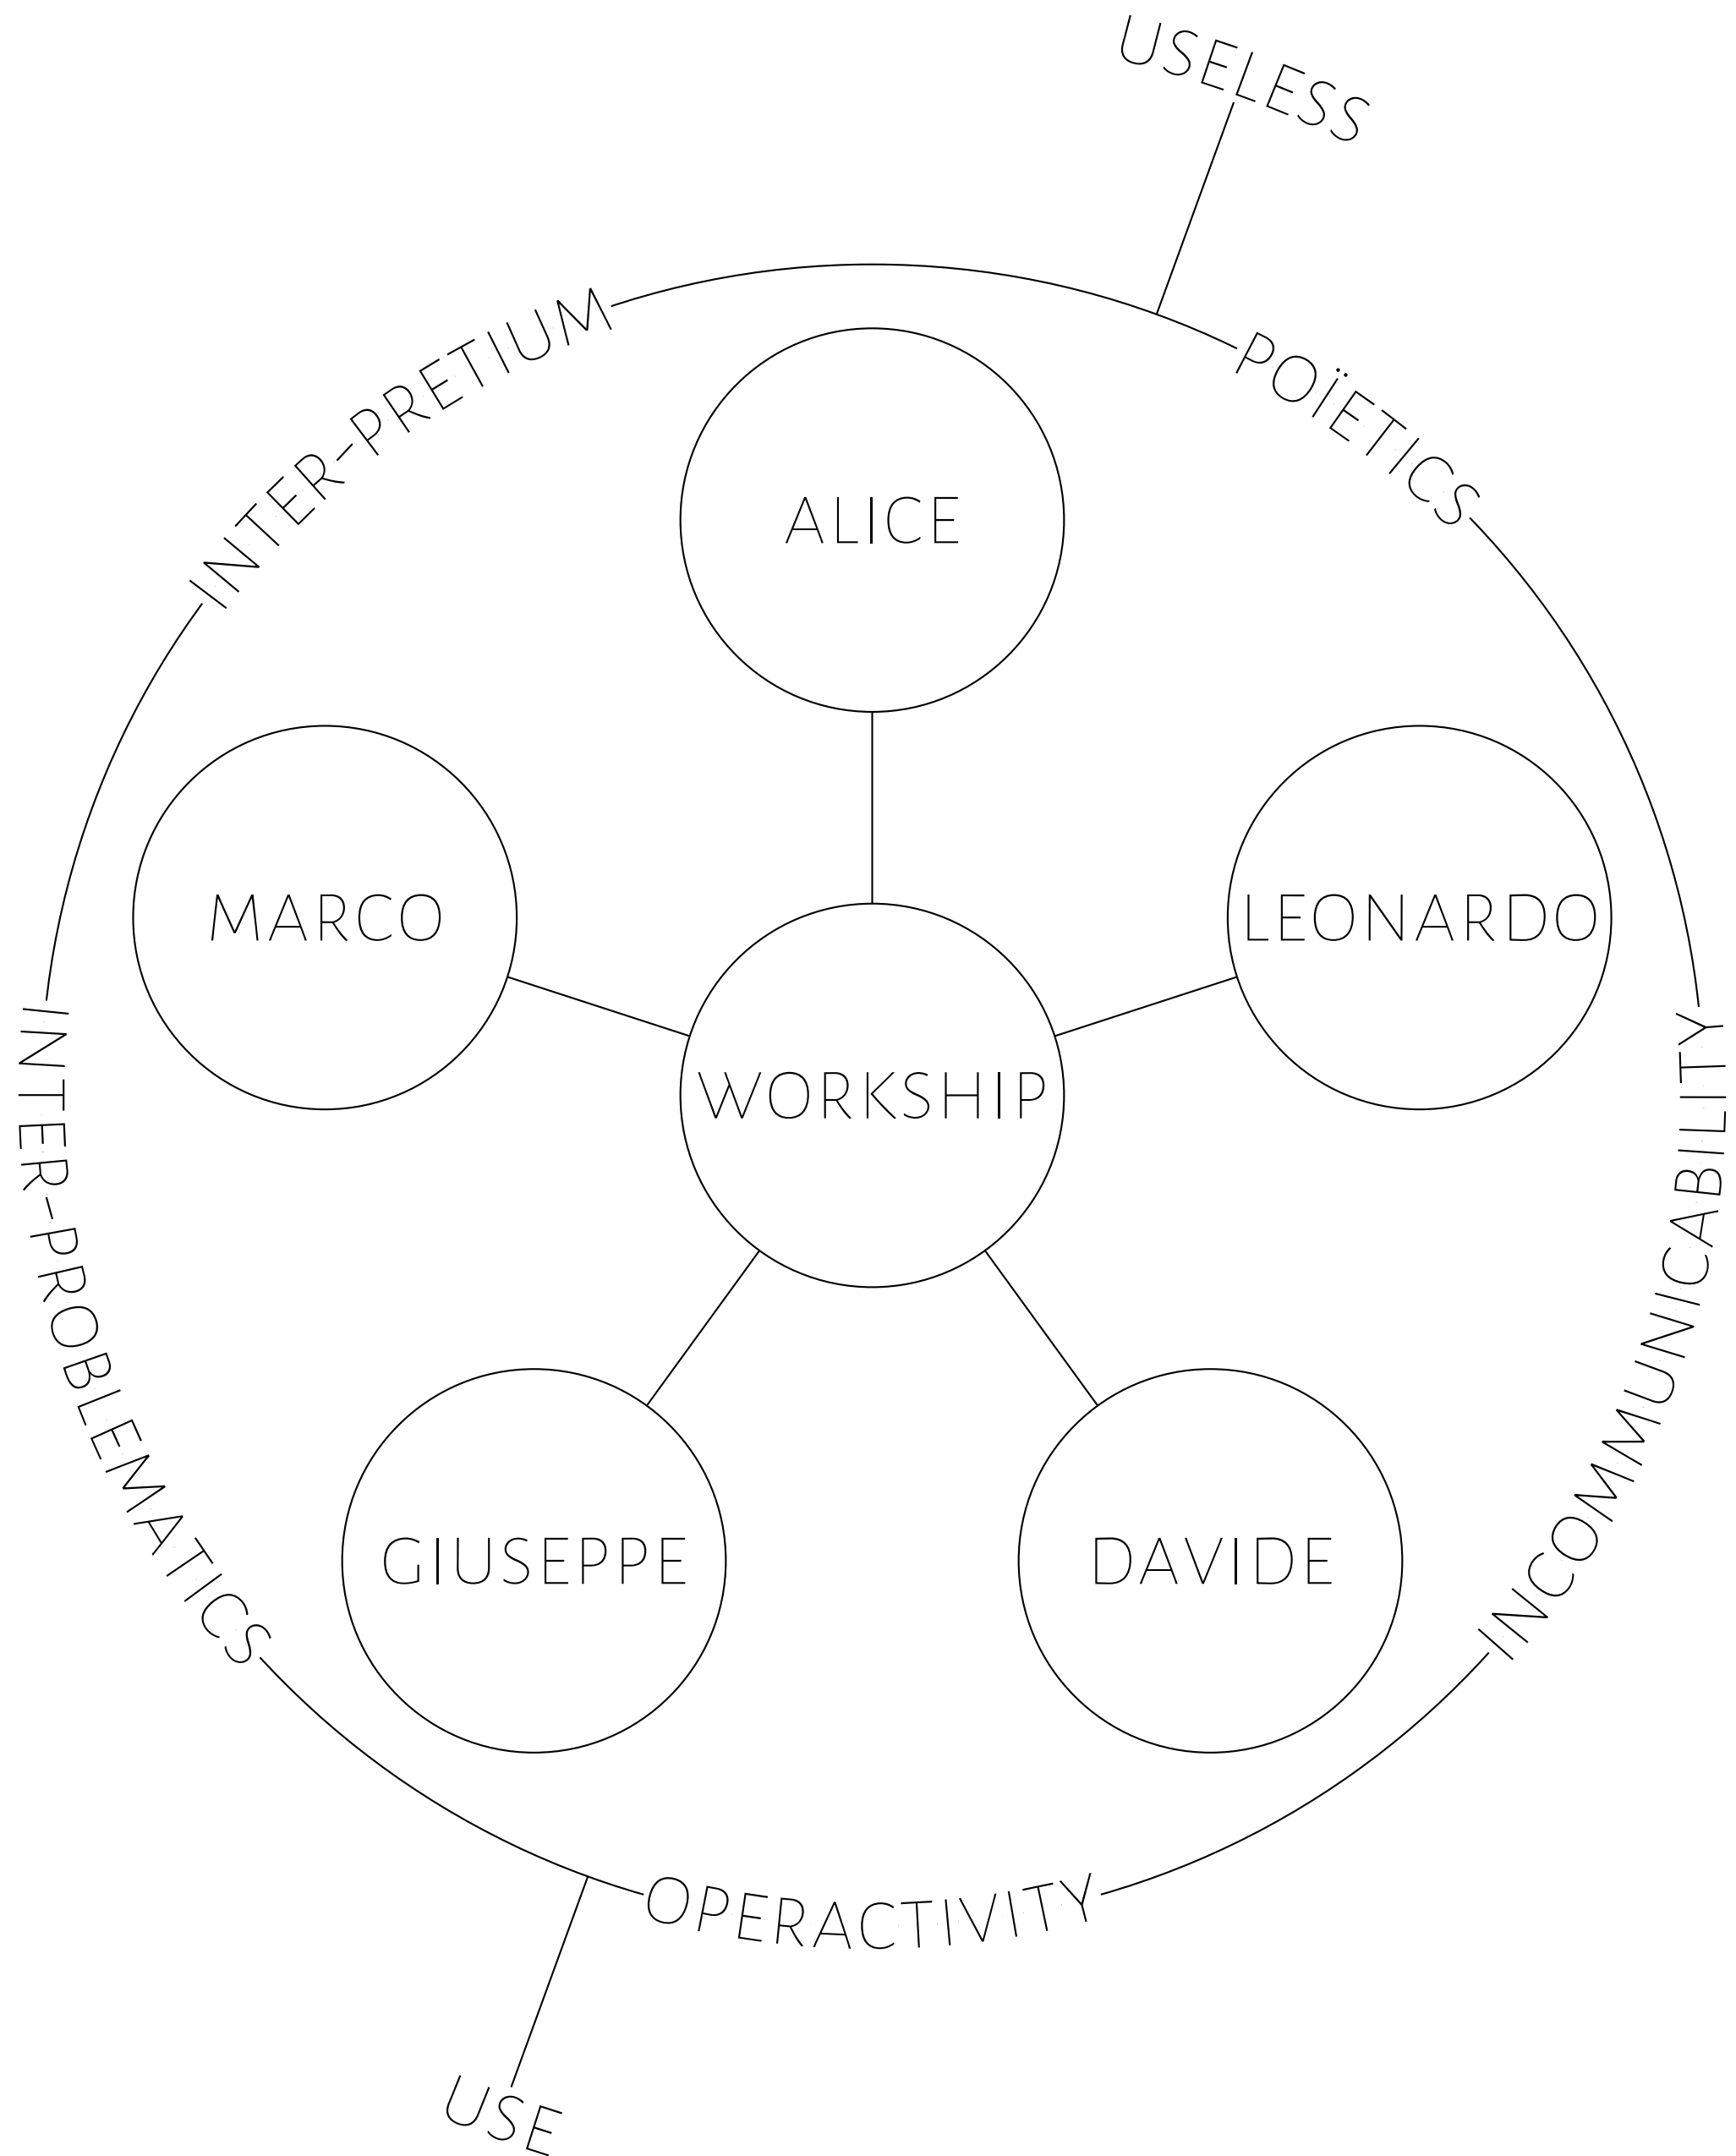 USELESS
POÏETICS
INTER-PRETIUM
ALICE
MARCO
LEONARDO
WORKSHIP
INTER-PROBLEMATICS
INCOMMUNICABILITY
GIUSEPPE
DAVIDE
OPERACTIVITY
USE